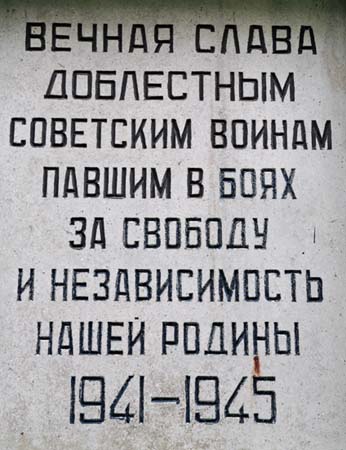 ВЕЧНАЯ СЛАВА
ДОБЛЕСТНЫМ
СОВЕТСКИМ ВОИНАМ
ПАВШИМ В БОЯХ
ЗА СВОБОДУ
И НЕЗАВИСИМОСТЬ
НАШЕЙ РОДИНЫ
1941–1945